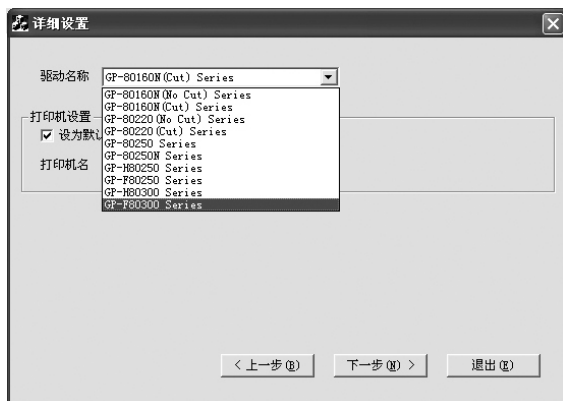 详细设置
驱动名称 GP-80160N(Cut) Series
GP-80160N(No Cut) Series
GP-80160N(Cut) Series
打印机设置 GP-80220(No Cut) Series
设为默认 GP-80220(Cut) Series
GP-80250 Series
GP-80250N Series
打印机名 GP-H80250 Series
GP-F80250 Series
GP-H80300 Series
GP-F80300 Series
< 上一步(B) 下一步(N) > 退出(E)